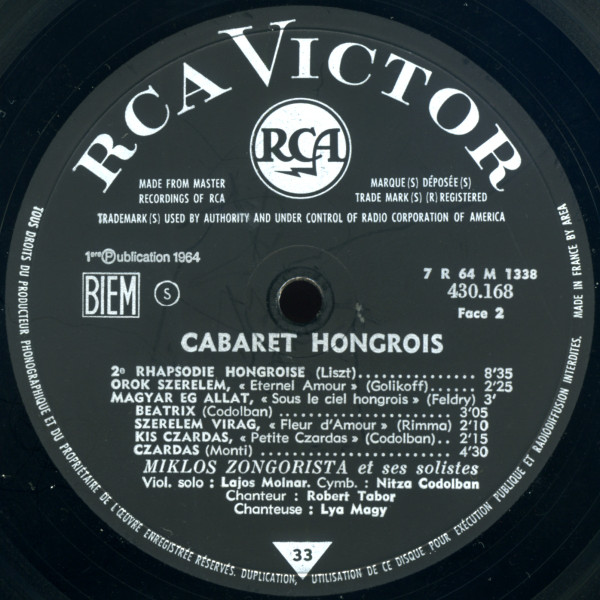 RCA VICTOR
RCA
MADE FROM MASTER
RECORDINGS OF RCA
MARQUE(S) DÉPOSÉE(S)
TRADE MARK(S) (R) REGISTERED
TRADEMARK(S) USED BY AUTHORITY AND UNDER CONTROL OF RADIO CORPORATION OF AMERICA
1ere Ⓟublication 1964
BIEM
S
7 R 64 M 1338
430.168
Face 2
CABARET HONGROIS
2e RHAPSODIE HONGROISE (Liszt)........................ 8'35
OROK SZERELEM, « Eternel Amour » (Golikoff).. 2'25
MAGYAR EG ALLAT, « Sous le ciel hongrois » (Feldry) 3'
BEATRIX (Codolban) ............................ 3'05
SZERELEM VIRAG, « Fleur d'Amour » (Rimma) 2'10
KIS CZARDAS, « Petite Czardas » (Codolban).. 2'15
CZARDAS (Monti) .............................. 4'30
MIKLOS ZONGORISTA et ses solistes
Viol. solo : Lajos Molnar. Cymb. : Nitza Codolban
Chanteur : Robert Tabor
Chanteuse : Lya Magy
33
TOUS DROITS DU PRODUCTEUR PHONOGRAPHIQUE ET DU PROPRIETAIRE DE L'ŒUVRE ENREGISTRÉE RÉSERVÉS. DUPLICATION, UTILISATION DE CE DISQUE POUR EXÉCUTION PUBLIQUE ET RADIODIFFUSION INTERDITES. MADE IN FRANCE BY AREA